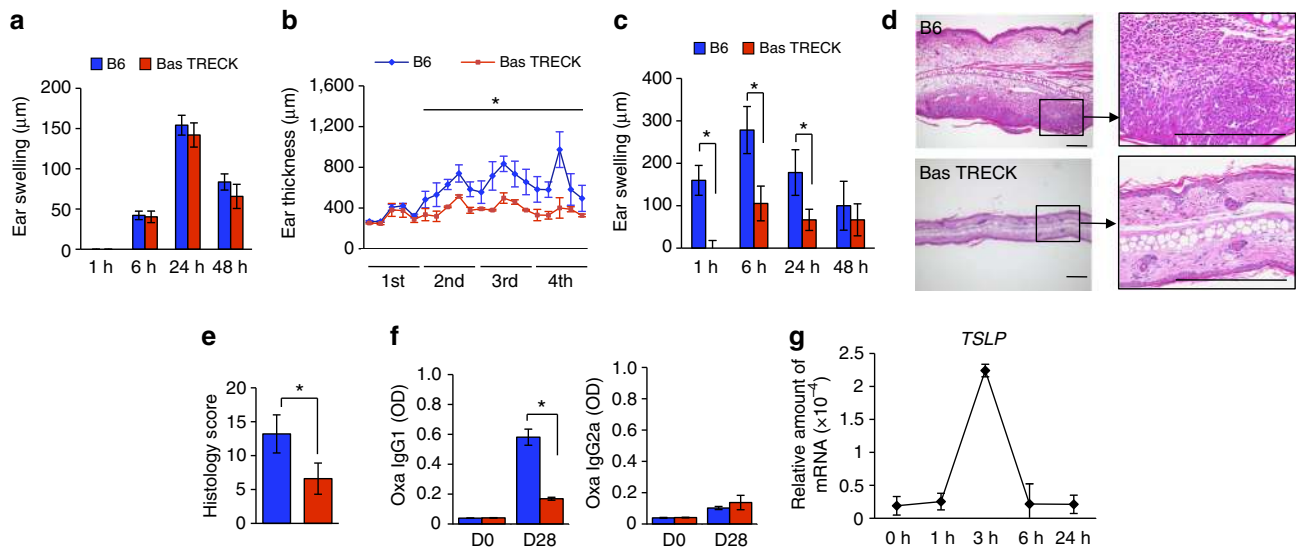 a
B6 Bas TRECK
Ear swelling (μm)
200
150
100
50
0
1 h 6 h 24 h 48 h
b
B6 Bas TRECK
Ear thickness (μm)
1,600
1,200
800
400
0
*
1st 2nd 3rd 4th
c
B6 Bas TRECK
Ear swelling (μm)
400
300
200
100
0
* * *
1 h 6 h 24 h 48 h
d
B6
Bas TRECK
e
Histology score
20
15
10
5
0
*
f
Oxa IgG1 (OD)
1.0
0.8
0.6
0.4
0.2
0
*
D0 D28
Oxa IgG2a (OD)
1.0
0.8
0.6
0.4
0.2
0.0
D0 D28
g
TSLP
Relative amount of
mRNA (×10⁻⁴)
2.5
2
1.5
1
0.5
0
0 h 1 h 3 h 6 h 24 h